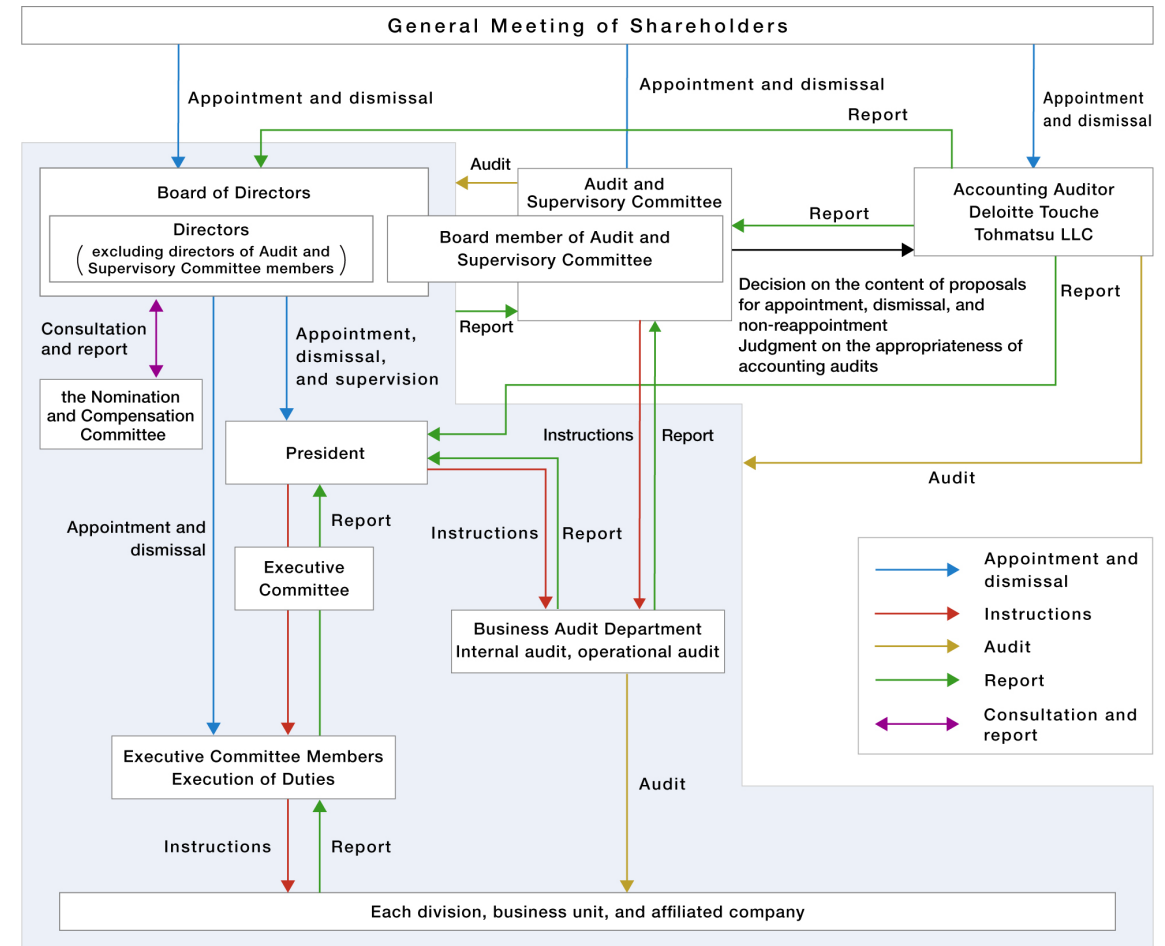 General Meeting of Shareholders
Appointment and dismissal
Appointment and dismissal
Appointment
and dismissal
Report
Audit
Board of Directors
Directors
( excluding directors of Audit and
Supervisory Committee members )
Audit and
Supervisory Committee
Board member of Audit and
Supervisory Committee
Report
Accounting Auditor
Deloitte Touche
Tohmatsu LLC
Decision on the content of proposals
for appointment, dismissal, and
non-reappointment
Judgment on the appropriateness of
accounting audits
Report
Report
Consultation
and report
Appointment,
dismissal,
and supervision
the Nomination
and Compensation
Committee
President
Instructions
Report
Audit
Appointment and
dismissal
Report
Instructions
Report
Executive
Committee
Business Audit Department
Internal audit, operational audit
Appointment and
dismissal
Instructions
Audit
Report
Consultation and
report
Executive Committee Members
Execution of Duties
Audit
Instructions
Report
Each division, business unit, and affiliated company